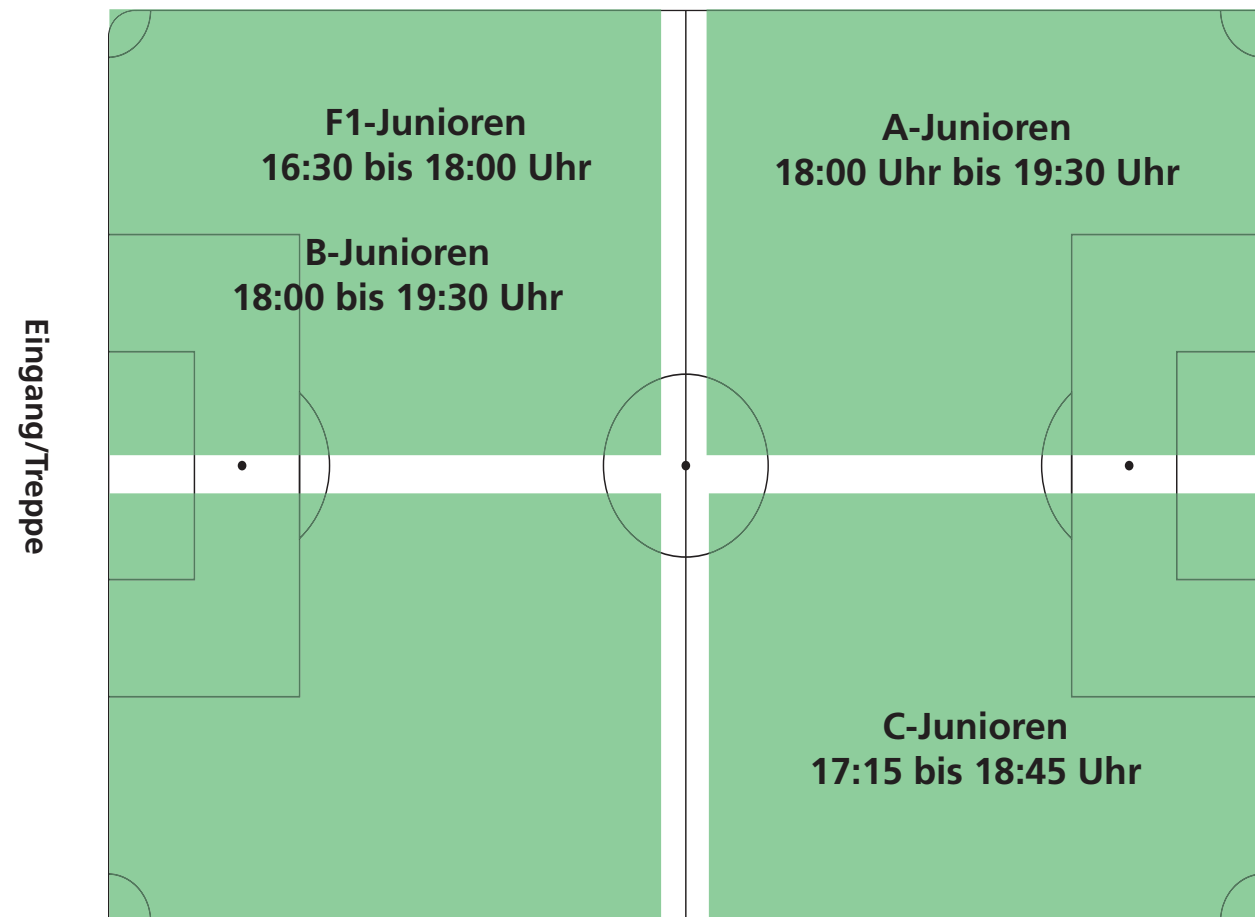 F1-Junioren
16:30 bis 18:00 Uhr
B-Junioren
18:00 bis 19:30 Uhr
A-Junioren
18:00 Uhr bis 19:30 Uhr
Eingang/Treppe
C-Junioren
17:15 bis 18:45 Uhr